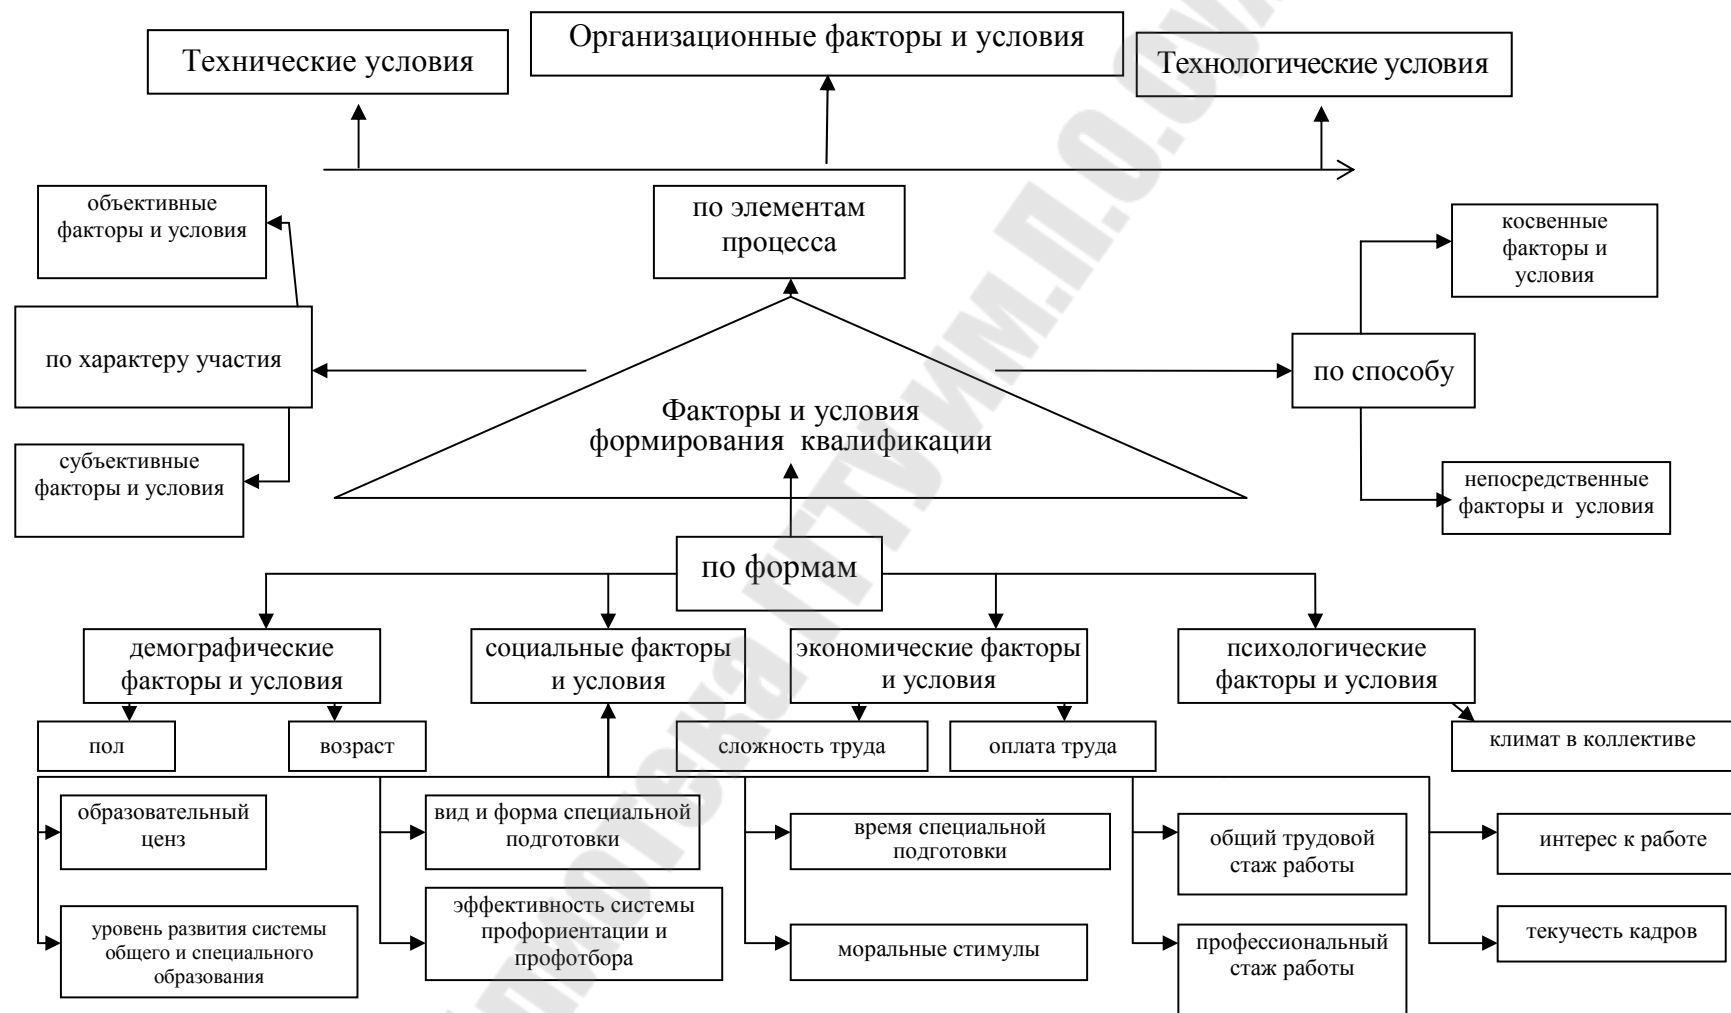 Организационные факторы и условия
Технические условия
Технологические условия
объективные
факторы и условия
по элементам
процесса
косвенные
факторы и
условия
по характеру участия
по способу
Факторы и условия
формирования квалификации
субъективные
факторы и условия
непосредственные
факторы и условия
по формам
демографические
факторы и условия
социальные факторы
и условия
экономические факторы
и условия
психологические
факторы и условия
пол
возраст
сложность труда
оплата труда
климат в коллективе
образовательный
ценз
вид и форма специальной
подготовки
время специальной
подготовки
общий трудовой
стаж работы
интерес к работе
уровень развития системы
общего и специального
образования
эффективность системы
профориентации и
профотбора
моральные стимулы
профессиональный
стаж работы
текучесть кадров
ГГТУ им.П.О.